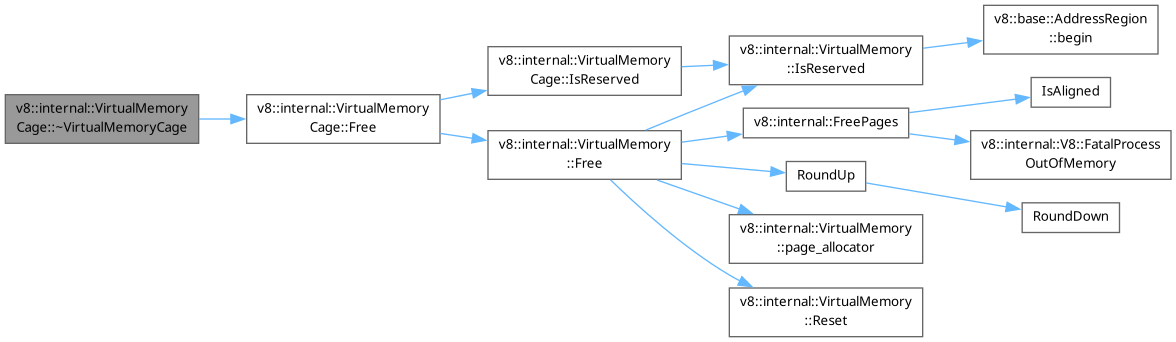 v8::internal::VirtualMemory
Cage::~VirtualMemoryCage
v8::internal::VirtualMemory
Cage::Free
v8::internal::VirtualMemory
Cage::IsReserved
v8::internal::VirtualMemory
::Free
v8::internal::VirtualMemory
::IsReserved
v8::internal::FreePages
RoundUp
v8::internal::VirtualMemory
::page_allocator
v8::internal::VirtualMemory
::Reset
v8::base::AddressRegion
::begin
IsAligned
v8::internal::V8::FatalProcess
OutOfMemory
RoundDown